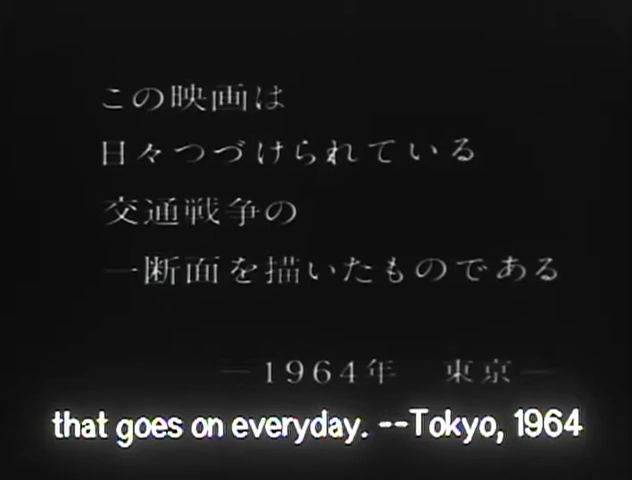 この映画は
日々つづけられている
交通戦争の
一断面を描いたものである
—1964年 東京—
that goes on everyday. --Tokyo, 1964